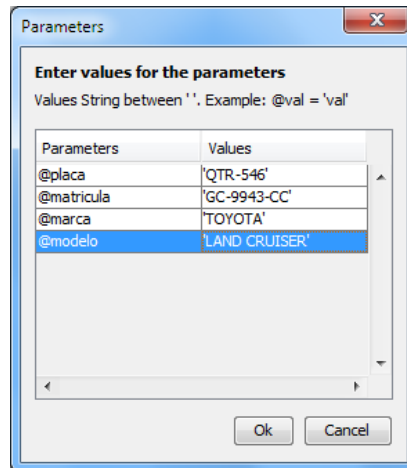 Parameters
Enter values for the parameters
Values String between ' '. Example: @val = 'val'
Parameters Values
@placa 'QTR-546'
@matricula 'GC-9943-CC'
@marca 'TOYOTA'
@modelo 'LAND CRUISER'
Ok Cancel